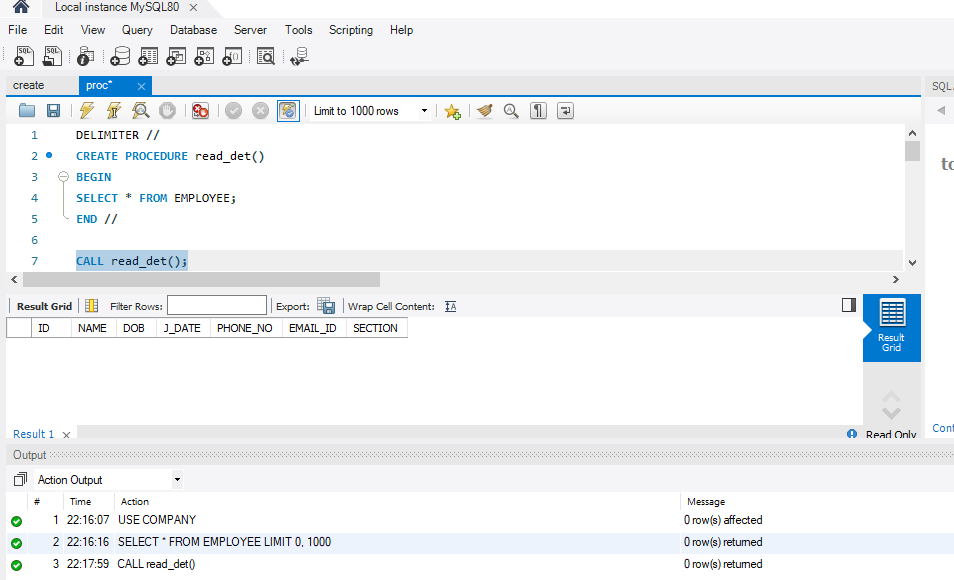 Local instance MySQL80
File Edit View Query Database Server Tools Scripting Help
create proc* SQL
Limit to 1000 rows
1 DELIMITER //
2 CREATE PROCEDURE read_det()
3 BEGIN
4 SELECT * FROM EMPLOYEE;
5 END //
6
7 CALL read_det();
Result Grid Filter Rows: Export: Wrap Cell Content:
ID NAME DOB J_DATE PHONE_NO EMAIL_ID SECTION
Result
Grid
Result 1 Read Only Cont
Output
Action Output
# Time Action Message
1 22:16:07 USE COMPANY 0 row(s) affected
2 22:16:16 SELECT * FROM EMPLOYEE LIMIT 0, 1000 0 row(s) returned
3 22:17:59 CALL read_det() 0 row(s) returned